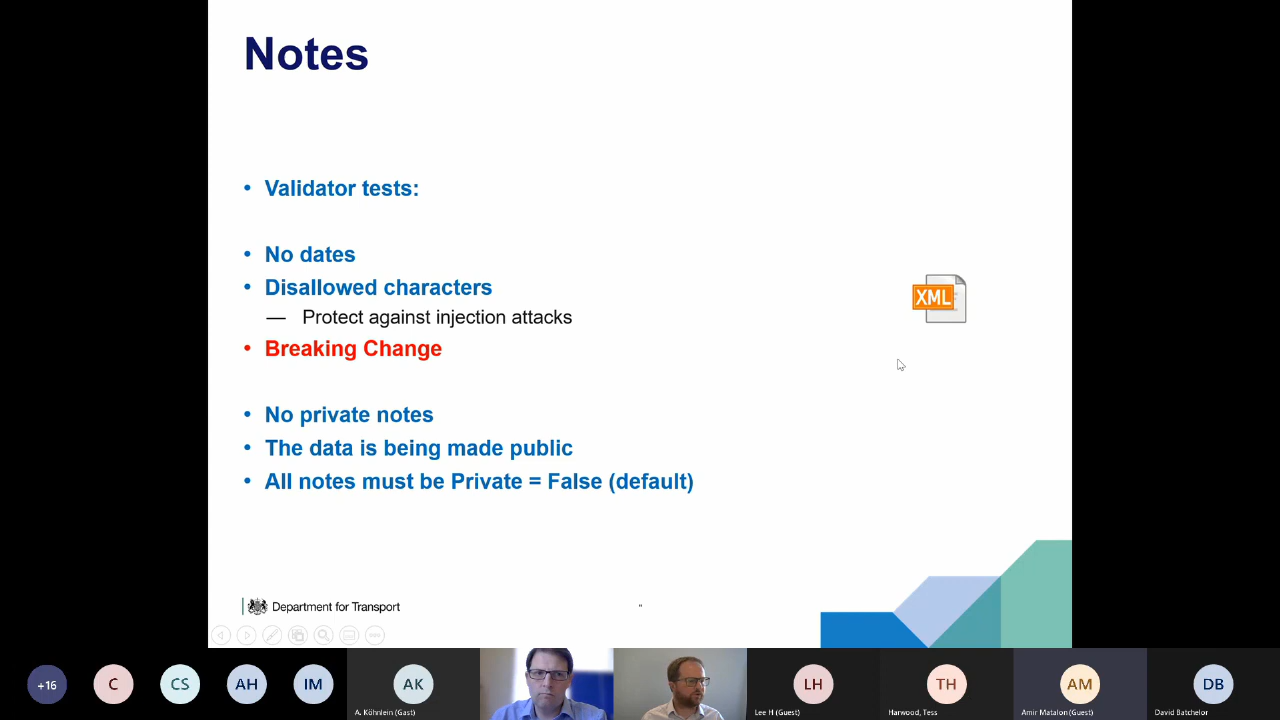 Notes
• Validator tests:
• No dates
• Disallowed characters
— Protect against injection attacks
• Breaking Change
• No private notes
• The data is being made public
• All notes must be Private = False (default)
XML
Department for Transport
+16
C
CS
AH
IM
AK
A. Köhnlein (Gast)
LH
Lee H (Guest)
TH
Harwood, Tess
AM
Amir Matalon (Guest)
DB
David Batchelor